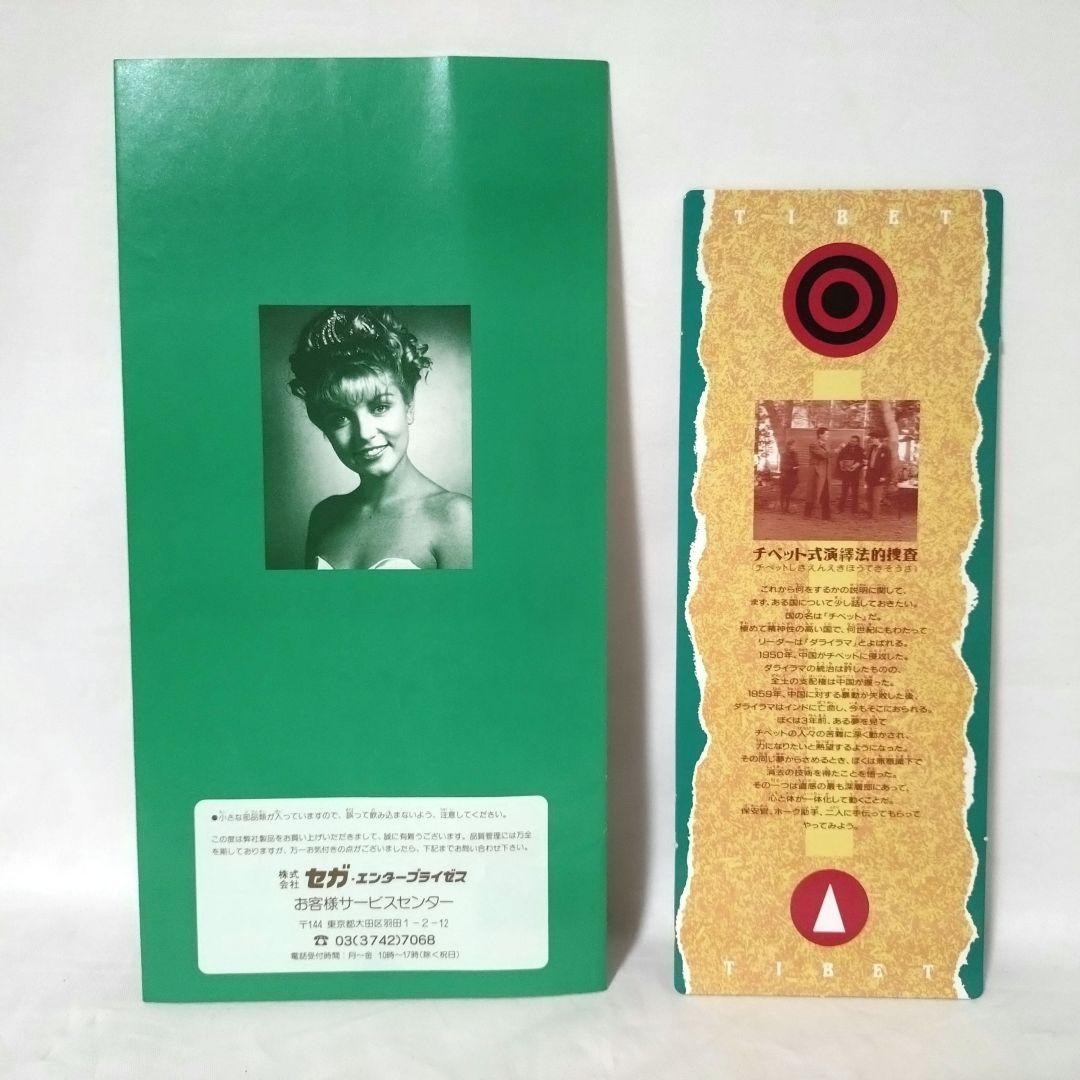 ●小さな部品類が入っていますので、誤って飲み込まないよう、注意してください。
この度は弊社製品をお買い上げいただきまして、誠に有難うございます。品質管理には万全
を期しておりますが、万一お気付きの点がございましたら、下記までお問い合わせ下さい。
株式会社 セガ・エンタープライゼス
お客様サービスセンター
〒144 東京都大田区羽田1-2-12
☎ 03(3742)7068
電話受付時間:月〜金 10時〜17時(除く祝日)
TIBET
チベット式演繹法的捜査
(チベットしきえんえきほうてきそうさ)
これから何をするかの説明に関して、
まず、ある国について少し話しておきたい。
国の名は「チベット」だ。
極めて精神性の高い国で、何世紀にもわたって
リーダーは「ダライラマ」とよばれる。
1950年、中国がチベットに侵攻した。
ダライラマの統治は許したものの、
全土の支配権は中国が握った。
1959年、中国に対する暴動が失敗した後、
ダライラマはインドに亡命し、今もそこにおられる。
ぼくは3年前、ある夢を見て
チベットの人々の苦難に深く動かされ、
力になりたいと熱望するようになった。
その同じ夢からさめるとき、ぼくは無意識下で
消去の技術を得たことを悟った。
その一つは直感の最も深層部にあって、
心と体が一体化して動くことだ。
保安官、ホーク助手、二人に手伝ってもらって
やってみよう。
TIBET